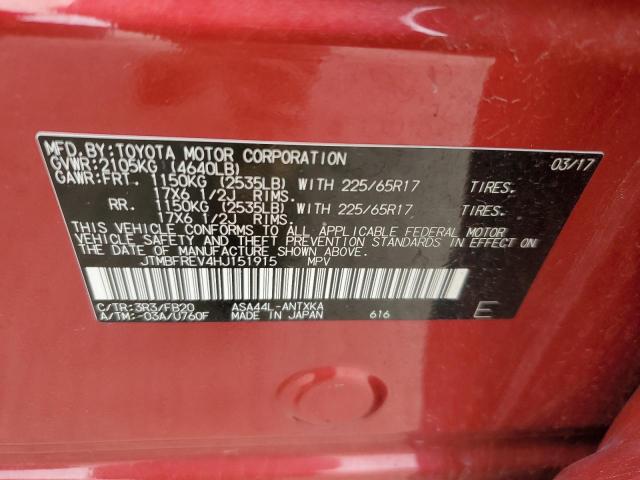 MFD. BY: TOYOTA MOTOR CORPORATION 03/17
GVWR: 2105KG (4640LB)
GAWR: FRT. 1150KG (2535LB) WITH 225/65R17 TIRES.
17X6 1/2J RIMS.
RR. 1150KG (2535LB) WITH 225/65R17 TIRES.
17X6 1/2J RIMS.
THIS VEHICLE CONFORMS TO ALL APPLICABLE FEDERAL MOTOR
VEHICLE SAFETY AND THEFT PREVENTION STANDARDS IN EFFECT ON
THE DATE OF MANUFACTURE SHOWN ABOVE.
JTMBFREV4HJ151915 MPV
C/TR: 3R3/FB20 ASA44L-ANTXKA
A/TM: -03A/U760F MADE IN JAPAN 616 E